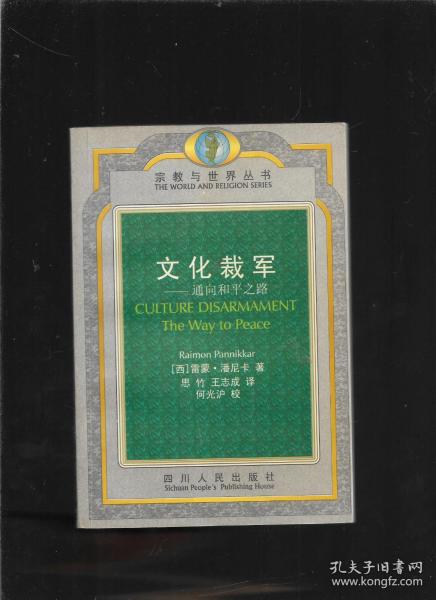 宗教与世界丛书
THE WORLD AND RELIGION SERIES
文化裁军
——通向和平之路
CULTURE DISARMAMENT
The Way to Peace
Raimon Pannikkar
[西]雷蒙·潘尼卡 著
思竹 王志成 译
何光沪 校
四川人民出版社
Sichuan People's Publishing House
孔夫子旧书网
www.kongfz.com